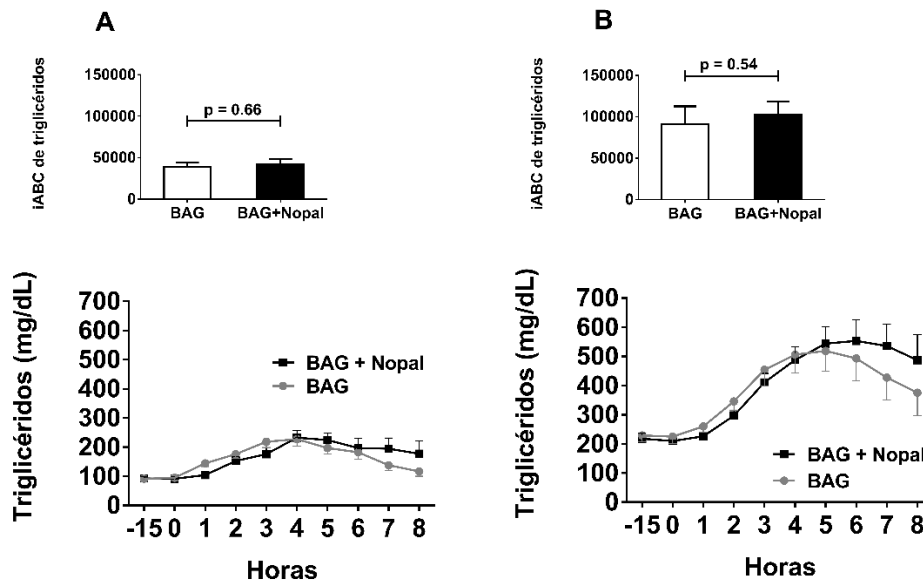 A
iABC de triglicéridos
150000
100000
50000
0
p = 0.66
BAG
BAG+Nopal
Triglicéridos (mg/dL)
700
600
500
400
300
200
100
0
BAG + Nopal
BAG
-15 0 1 2 3 4 5 6 7 8
Horas
B
iABC de triglicéridos
150000
100000
50000
0
p = 0.54
BAG
BAG+Nopal
Triglicéridos (mg/dL)
700
600
500
400
300
200
100
0
BAG + Nopal
BAG
-15 0 1 2 3 4 5 6 7 8
Horas